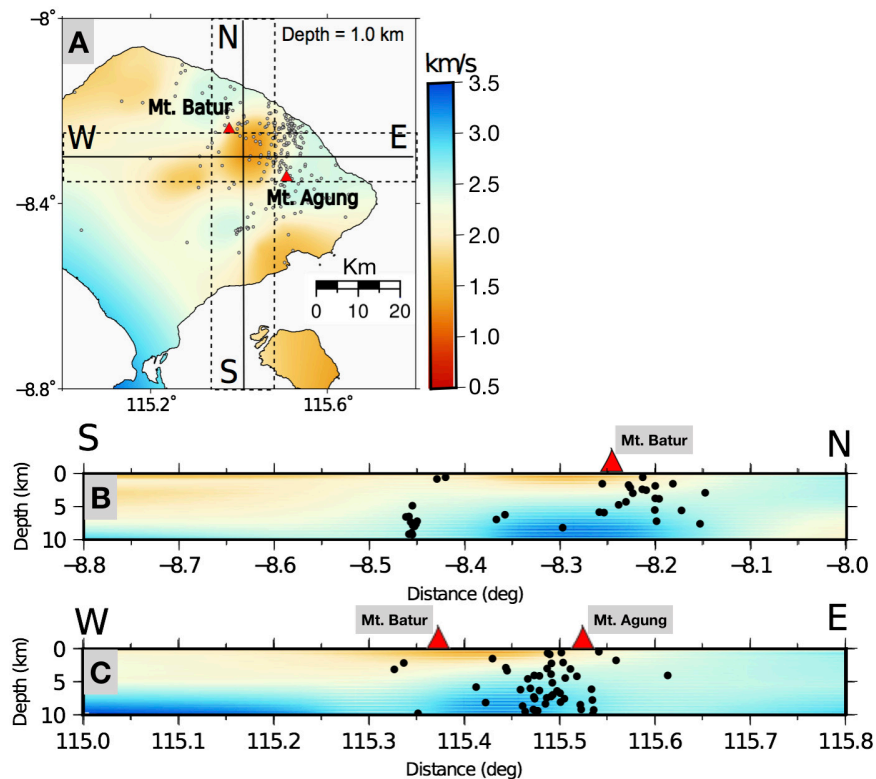 −8°
A
N
Depth = 1.0 km
km/s
3.5
Mt. Batur
3.0
W
E
2.5
−8.4°
Mt. Agung
2.0
Km
1.5
0 10 20
1.0
S
−8.8°
0.5
115.2° 115.6°
S
Mt. Batur
N
Depth (km)
0
5
10
B
−8.8 −8.7 −8.6 −8.5 −8.4 −8.3 −8.2 −8.1 −8.0
Distance (deg)
W
Mt. Batur
Mt. Agung
E
Depth (km)
0
5
10
C
115.0 115.1 115.2 115.3 115.4 115.5 115.6 115.7 115.8
Distance (deg)